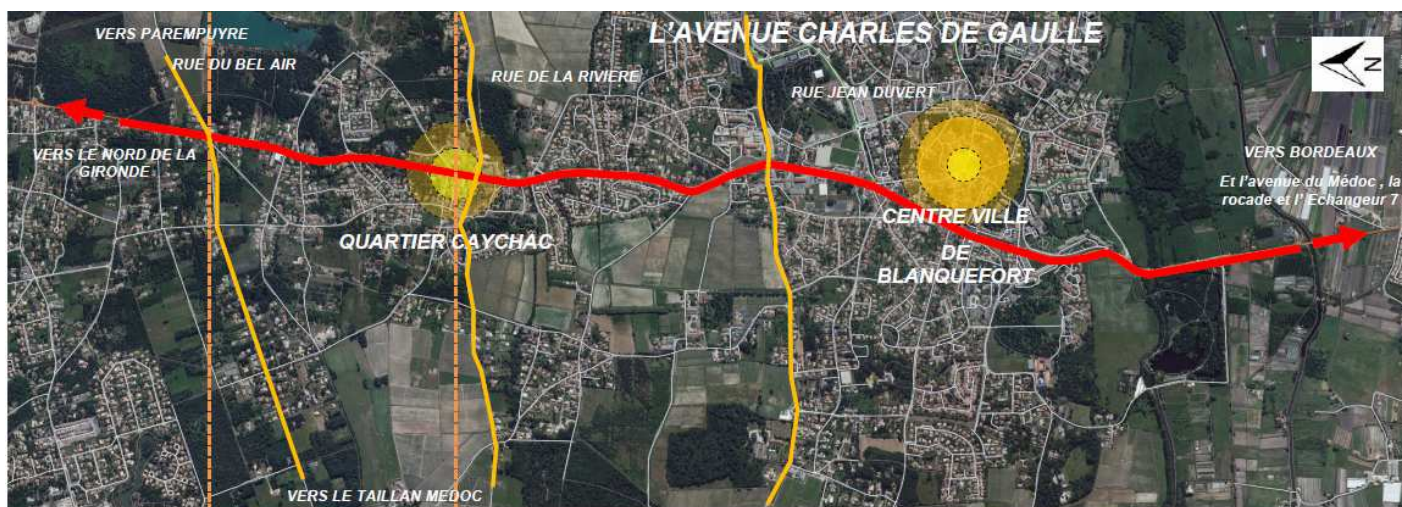 L'AVENUE CHARLES DE GAULLE
VERS PAREMPUYRE
RUE DU BEL AIR
RUE DE LA RIVIERE
RUE JEAN DUVERT
N
VERS LE NORD DE LA
GIRONDE
VERS BORDEAUX
Et l'avenue du Médoc , la
rocade et l' Echangeur 7
QUARTIER CAYCHAC
CENTRE VILLE
DE
BLANQUEFORT
VERS LE TAILLAN MEDOC